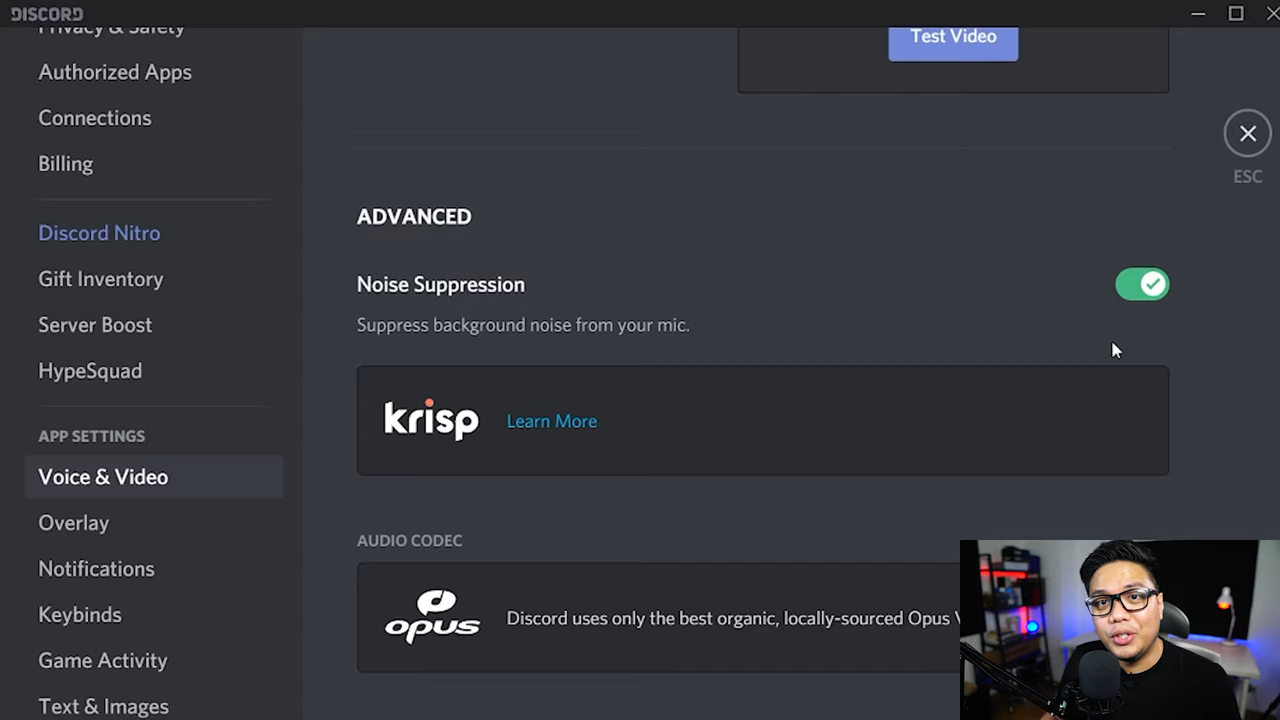 DISCORD
Privacy & Safety
Authorized Apps
Connections
Billing
Discord Nitro
Gift Inventory
Server Boost
HypeSquad
APP SETTINGS
Voice & Video
Overlay
Notifications
Keybinds
Game Activity
Text & Images
Test Video
ESC
ADVANCED
Noise Suppression
Suppress background noise from your mic.
krisp Learn More
AUDIO CODEC
opus Discord uses only the best organic, locally-sourced Opus